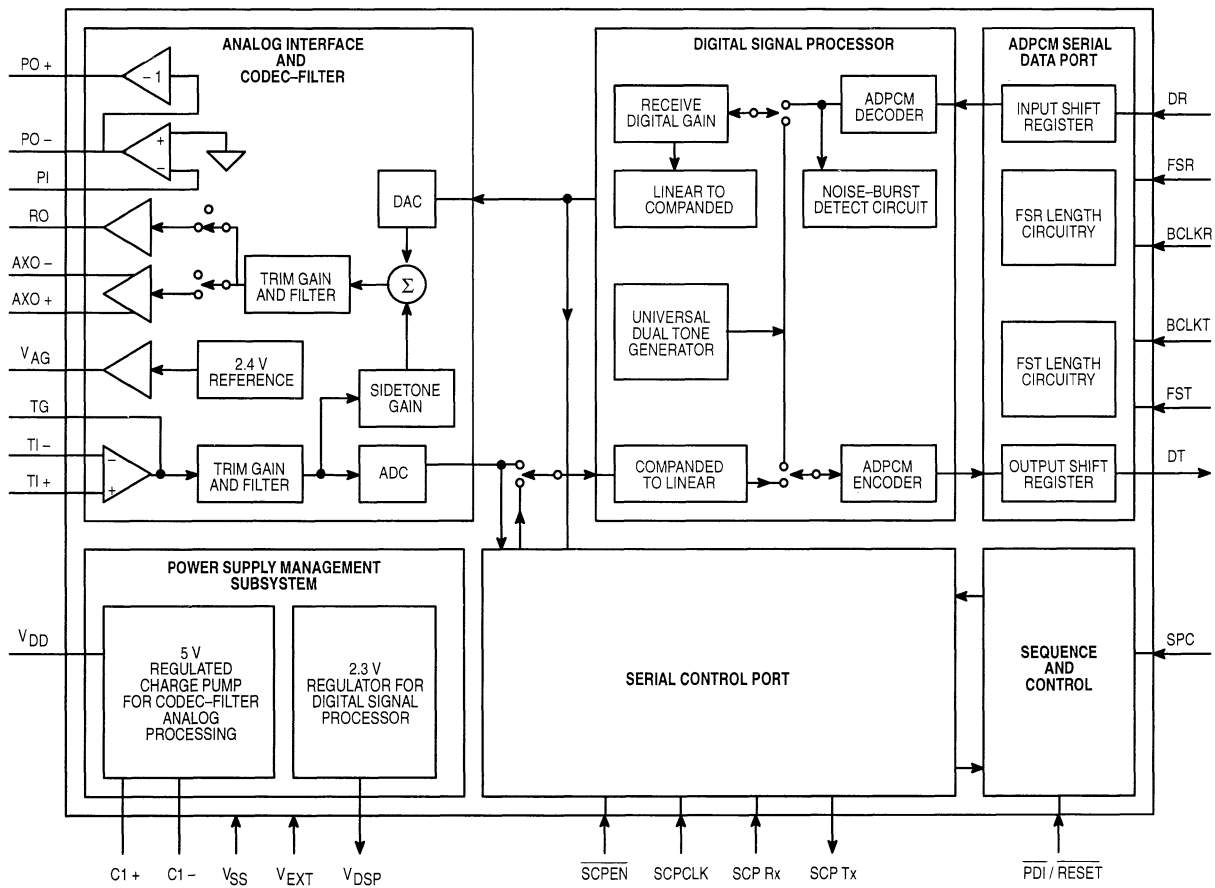 ANALOG INTERFACE
AND
CODEC–FILTER
PO +
– 1
PO –
+
–
PI
RO
AXO –
AXO +
DAC
Σ
TRIM GAIN
AND FILTER
VAG
2.4 V
REFERENCE
SIDETONE
GAIN
TG
TI –
TI +
–
+
TRIM GAIN
AND FILTER
ADC
DIGITAL SIGNAL PROCESSOR
RECEIVE
DIGITAL GAIN
ADPCM
DECODER
LINEAR TO
COMPANDED
NOISE–BURST
DETECT CIRCUIT
UNIVERSAL
DUAL TONE
GENERATOR
COMPANDED
TO LINEAR
ADPCM
ENCODER
ADPCM SERIAL
DATA PORT
INPUT SHIFT
REGISTER
DR
FSR
FSR LENGTH
CIRCUITRY
BCLKR
BCLKT
FST LENGTH
CIRCUITRY
FST
OUTPUT SHIFT
REGISTER
DT
POWER SUPPLY MANAGEMENT
SUBSYSTEM
VDD
5 V
REGULATED
CHARGE PUMP
FOR CODEC–FILTER
ANALOG
PROCESSING
2.3 V
REGULATOR FOR
DIGITAL SIGNAL
PROCESSOR
SERIAL CONTROL PORT
SEQUENCE
AND
CONTROL
SPC
C1 +
C1 –
VSS
VEXT
VDSP
SCPEN
SCPCLK
SCP Rx
SCP Tx
PDI / RESET